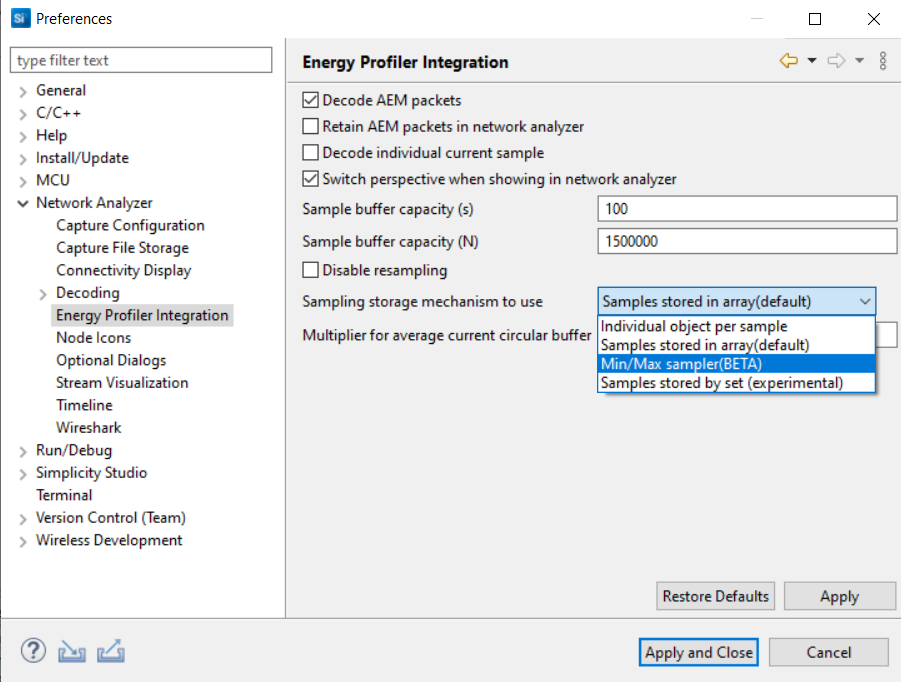 Si Preferences
type filter text
General
C/C++
Help
Install/Update
MCU
Network Analyzer
Capture Configuration
Capture File Storage
Connectivity Display
Decoding
Energy Profiler Integration
Node Icons
Optional Dialogs
Stream Visualization
Timeline
Wireshark
Run/Debug
Simplicity Studio
Terminal
Version Control (Team)
Wireless Development
Energy Profiler Integration
Decode AEM packets
Retain AEM packets in network analyzer
Decode individual current sample
Switch perspective when showing in network analyzer
Sample buffer capacity (s) 100
Sample buffer capacity (N) 1500000
Disable resampling
Sampling storage mechanism to use Samples stored in array(default)
Individual object per sample
Samples stored in array(default)
Min/Max sampler(BETA)
Samples stored by set (experimental)
Multiplier for average current circular buffer
Restore Defaults Apply
? Apply and Close Cancel